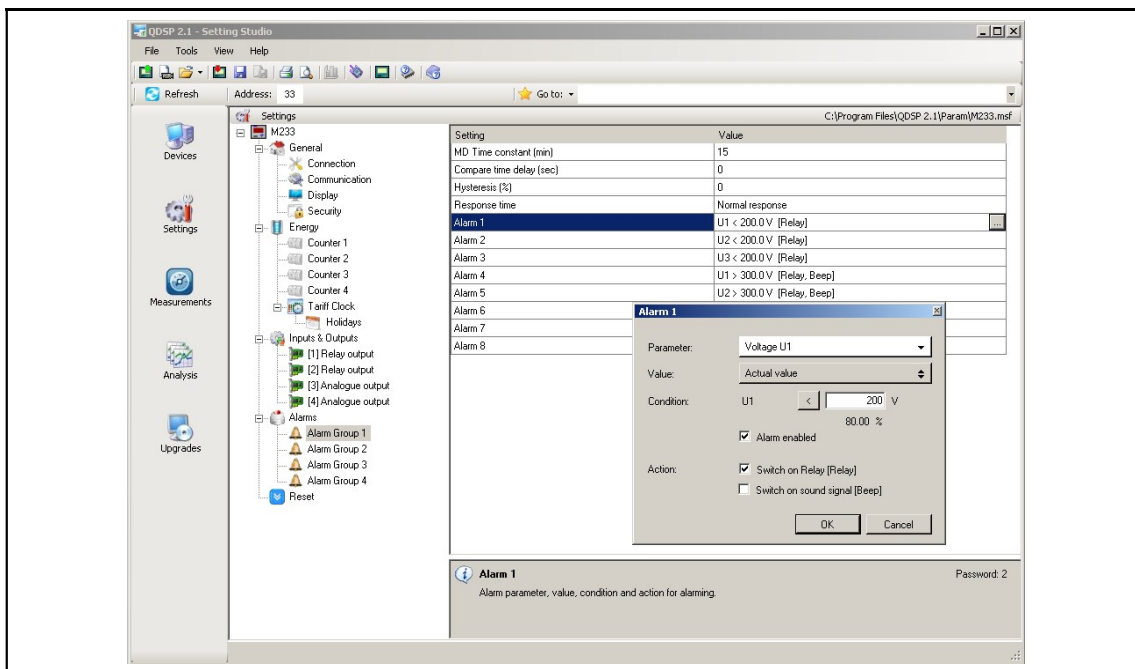 QDSP 2.1 - Setting Studio
File Tools View Help
Refresh Address: 33 Go to:
Settings C:\Program Files\QDSP 2.1\Param\M233.msf
Devices
Settings
Measurements
Analysis
Upgrades
M233
General
Connection
Communication
Display
Security
Energy
Counter 1
Counter 2
Counter 3
Counter 4
Tariff Clock
Holidays
Inputs & Outputs
[1] Relay output
[2] Relay output
[3] Analogue output
[4] Analogue output
Alarms
Alarm Group 1
Alarm Group 2
Alarm Group 3
Alarm Group 4
Reset
Setting Value
MD Time constant (min) 15
Compare time delay (sec) 0
Hysteresis (%) 0
Response time Normal response
Alarm 1 U1 < 200.0 V [Relay] ...
Alarm 2 U2 < 200.0 V [Relay]
Alarm 3 U3 < 200.0 V [Relay]
Alarm 4 U1 > 300.0 V [Relay, Beep]
Alarm 5 U2 > 300.0 V [Relay, Beep]
Alarm 6
Alarm 7
Alarm 8
Alarm 1
Parameter: Voltage U1
Value: Actual value
Condition: U1 < 200 V
80.00 %
Alarm enabled
Action: Switch on Relay [Relay]
Switch on sound signal [Beep]
OK Cancel
Alarm 1 Password: 2
Alarm parameter, value, condition and action for alarming.